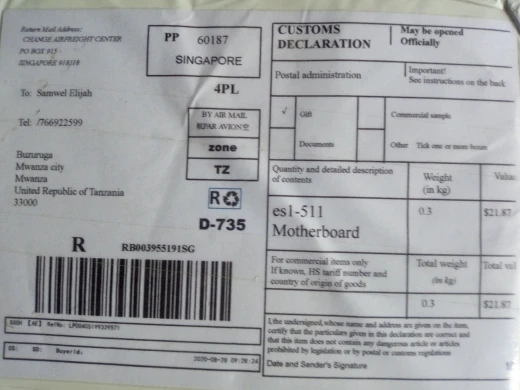 Return Mail Address:
CHANGE AIRFREIGHT CENTER
PO BOX 915
SINGAPORE 918119
PP 60187
SINGAPORE
4PL
To: Samwel Elijah
Tel: /766922599
BY AIR MAIL
PAR AVION
zone
TZ
Buzuruga
Mwanza city
Mwanza
United Republic of Tanzania
33000
R
D-735
R RB003955191SG
RefNo:
BuyerId:
2020-08-28 09:28:24
CUSTOMS
DECLARATION
May be opened
Officially
Postal administration
Important!
See instructions on the back
✓ Gift
Commercial sample
Documents
Other Tick one or more boxes
Quantity and detailed description
of contents
Weight
(in kg)
es1-511
Motherboard
0.3
$21.87
For commercial items only
If known, HS tariff number and
country of origin of goods
Total weight
(in kg)
Total
0.3
$21.87
I, the undersigned, whose name and address are given on the item,
certify that the particulars given in this declaration are correct and
that this item does not contain any dangerous article or articles
prohibited by legislation or by postal or customs regulations
Date and Sender's Signature